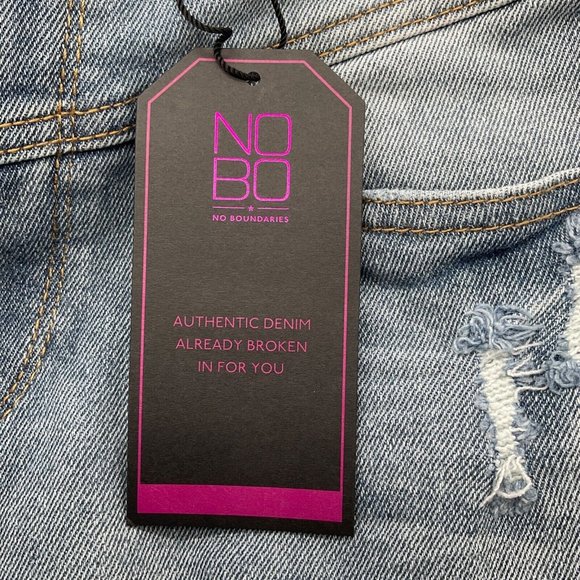 NO
BO
NO BOUNDARIES
AUTHENTIC DENIM
ALREADY BROKEN
IN FOR YOU